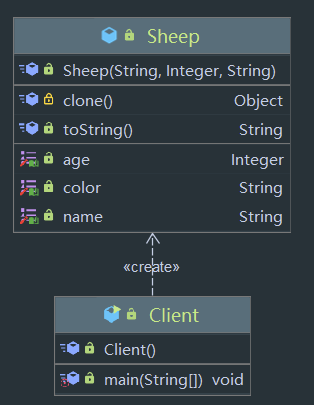 Sheep
Sheep(String, Integer, String)
clone() Object
toString() String
age Integer
color String
name String
«create»
Client
Client()
main(String[]) void